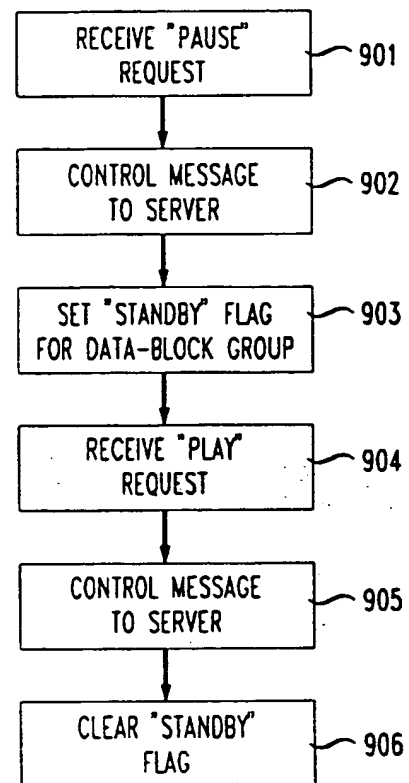 RECEIVE "PAUSE"
REQUEST
901
CONTROL MESSAGE
TO SERVER
902
SET "STANDBY" FLAG
FOR DATA-BLOCK GROUP
903
RECEIVE "PLAY"
REQUEST
904
CONTROL MESSAGE
TO SERVER
905
CLEAR "STANDBY"
FLAG
906